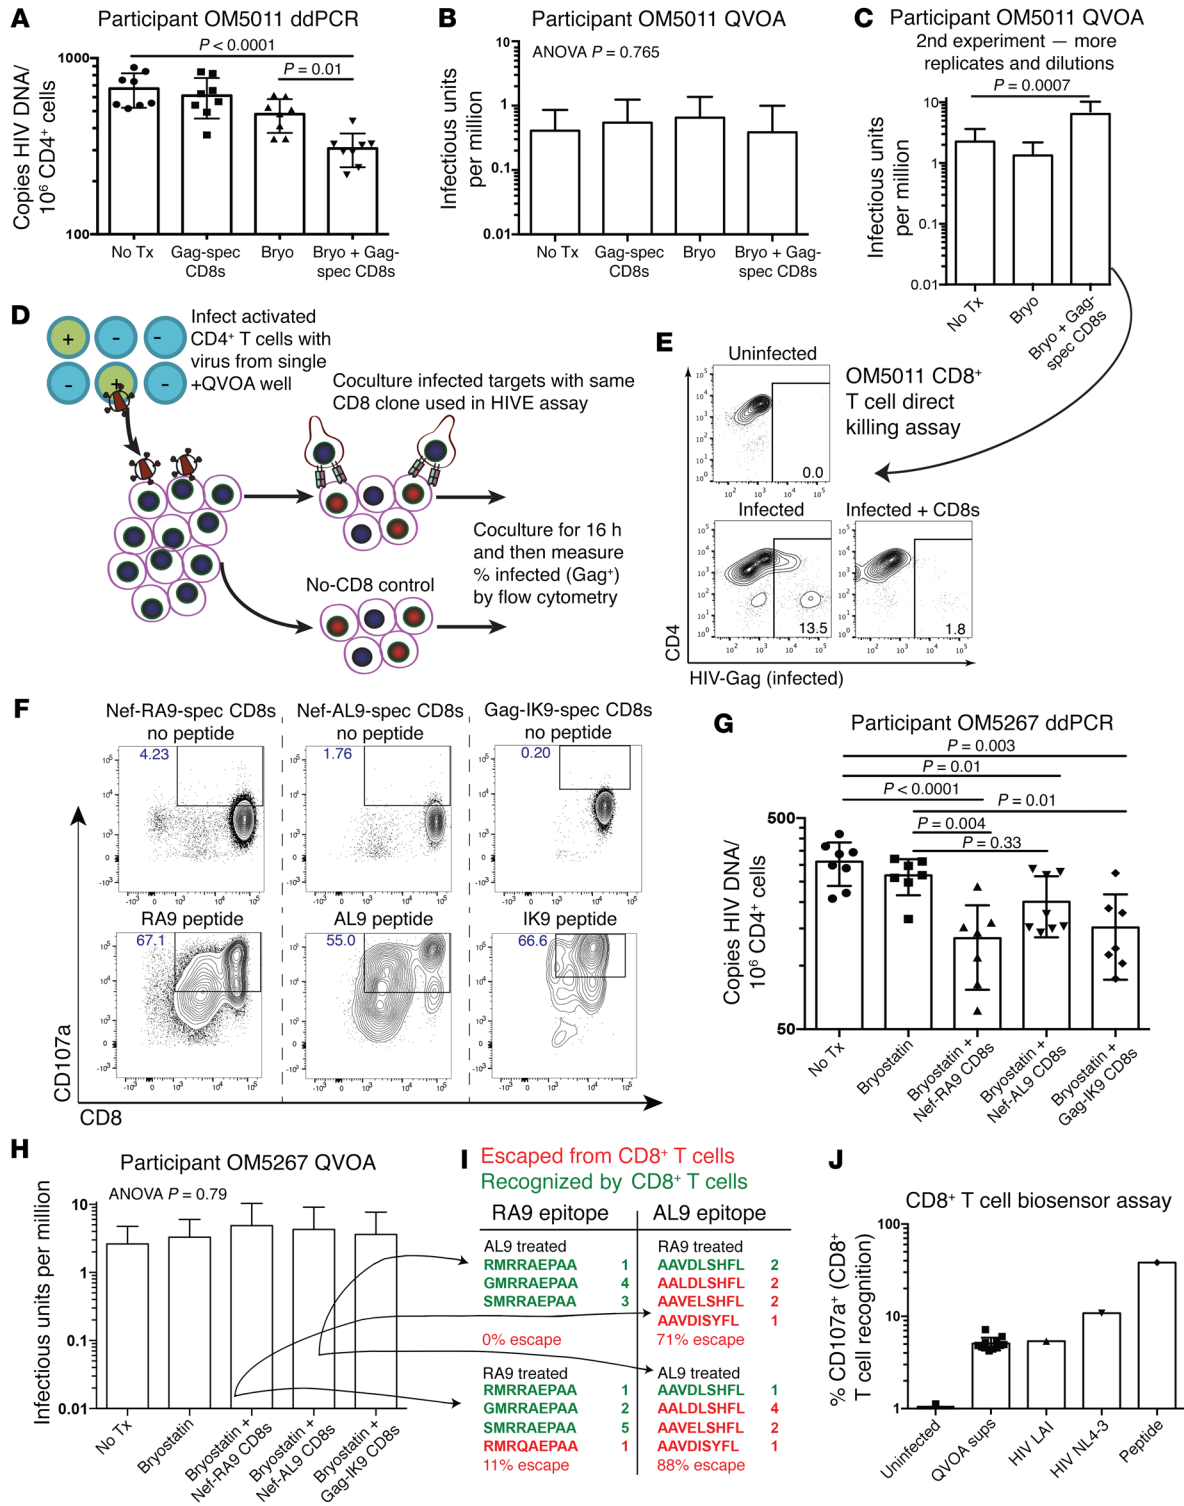 A
Participant OM5011 ddPCR
P < 0.0001
P = 0.01
1000
100
Copies HIV DNA/
10⁶ CD4⁺ cells
No Tx
Gag-spec
CD8s
Bryo
Bryo + Gag-
spec CD8s
B
Participant OM5011 QVOA
ANOVA P = 0.765
10
1
0.1
0.01
Infectious units
per million
No Tx
Gag-spec
CD8s
Bryo
Bryo + Gag-
spec CD8s
C
Participant OM5011 QVOA
2nd experiment — more
replicates and dilutions
P = 0.0007
10
1
0.1
0.01
Infectious units
per million
No Tx
Bryo
Bryo + Gag-
spec CD8s
D
+
-
-
-
+
-
Infect activated
CD4⁺ T cells with
virus from single
+QVOA well
Coculture infected targets with same
CD8 clone used in HIVE assay
No-CD8 control
Coculture for 16 h
and then measure
% infected (Gag⁺)
by flow cytometry
E
Uninfected
0.0
OM5011 CD8⁺
T cell direct
killing assay
Infected
13.5
Infected + CD8s
1.8
CD4
HIV-Gag (infected)
F
Nef-RA9-spec CD8s
no peptide
4.23
Nef-AL9-spec CD8s
no peptide
1.76
Gag-IK9-spec CD8s
no peptide
0.20
RA9 peptide
67.1
AL9 peptide
55.0
IK9 peptide
66.6
CD107a
CD8
G
Participant OM5267 ddPCR
P = 0.003
P = 0.01
P < 0.0001
P = 0.01
P = 0.004
P = 0.33
500
50
Copies HIV DNA/
10⁶ CD4⁺ cells
No Tx
Bryostatin
Bryostatin +
Nef-RA9 CD8s
Bryostatin +
Nef-AL9 CD8s
Bryostatin +
Gag-IK9 CD8s
H
Participant OM5267 QVOA
ANOVA P = 0.79
10
1
0.1
0.01
Infectious units per million
No Tx
Bryostatin
Bryostatin +
Nef-RA9 CD8s
Bryostatin +
Nef-AL9 CD8s
Bryostatin +
Gag-IK9 CD8s
I
Escaped from CD8⁺ T cells
Recognized by CD8⁺ T cells
RA9 epitope
AL9 epitope
AL9 treated
RMRRAEPAA 1
GMRRAEPAA 4
SMRRAEPAA 3
0% escape
RA9 treated
AAVDLSHFL 2
AALDLSHFL 2
AAVELSHFL 2
AAVDISYFL 1
71% escape
RA9 treated
RMRRAEPAA 1
GMRRAEPAA 2
SMRRAEPAA 5
RMRQAEPAA 1
11% escape
AL9 treated
AAVDLSHFL 1
AALDLSHFL 4
AAVELSHFL 2
AAVDISYFL 1
88% escape
J
CD8⁺ T cell biosensor assay
100
10
1
% CD107a⁺ (CD8⁺
T cell recognition)
Uninfected
QVOA sups
HIV LAI
HIV NL4-3
Peptide